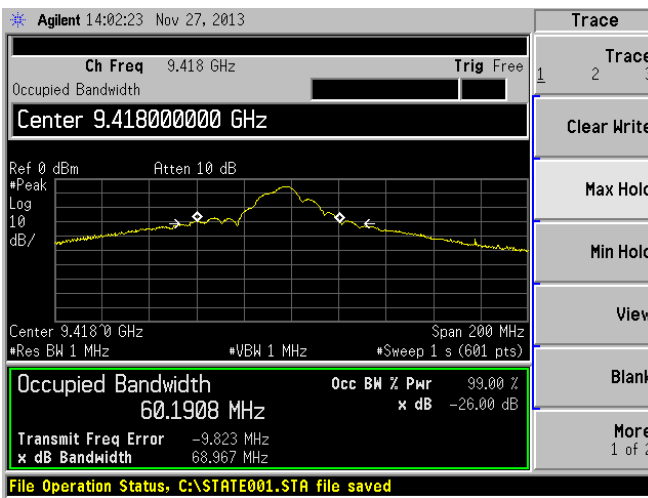 Agilent 14:02:23 Nov 27, 2013
Trace
Ch Freq 9.418 GHz Trig Free
Occupied Bandwidth
Center 9.418000000 GHz
Ref 0 dBm Atten 10 dB
#Peak
Log
10
dB/
Center 9.418 0 GHz Span 200 MHz
#Res BW 1 MHz #VBW 1 MHz #Sweep 1 s (601 pts)
Occupied Bandwidth
60.1908 MHz
Occ BW % Pwr 99.00 %
x dB -26.00 dB
Transmit Freq Error -9.823 MHz
x dB Bandwidth 68.967 MHz
File Operation Status, C:\STATE001.STA file saved
Trace
1 2 3
Clear Write
Max Hold
Min Hold
View
Blank
More
1 of 2